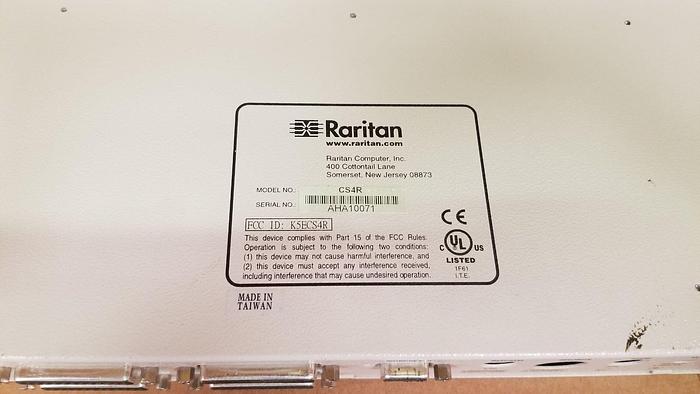 Raritan
www.raritan.com
Raritan Computer, Inc.
400 Cottontail Lane
Somerset, New Jersey 08873
MODEL NO.: CS4R
SERIAL NO.: AHA10071
FCC ID: K5ECS4R
This device complies with Part 15 of the FCC Rules.
Operation is subject to the following two conditions:
(1) this device may not cause harmful interference, and
(2) this device must accept any interference received,
including interference that may cause undesired operation.
CE
C UL US
LISTED
1F61
I.T.E.
MADE IN
TAIWAN